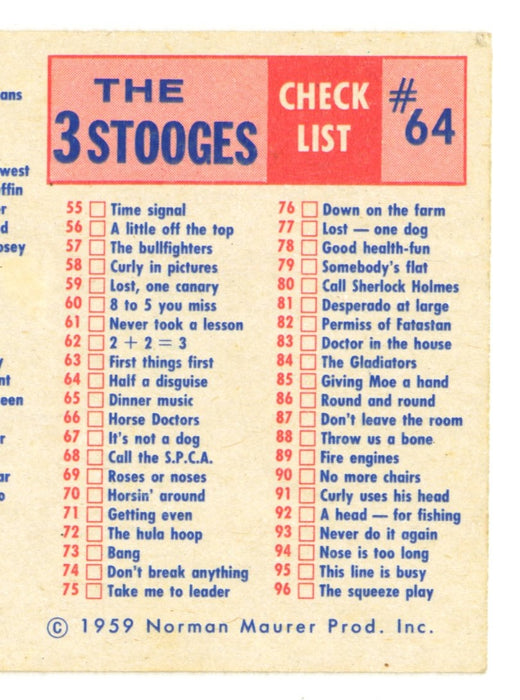 THE
3 STOOGES
CHECK
LIST
#
64
ans
west
ffin
r
d
osey
y
nt
een
r
ar
o
55 Time signal
56 A little off the top
57 The bullfighters
58 Curly in pictures
59 Lost, one canary
60 8 to 5 you miss
61 Never took a lesson
62 2 + 2 = 3
63 First things first
64 Half a disguise
65 Dinner music
66 Horse Doctors
67 It's not a dog
68 Call the S.P.C.A.
69 Roses or noses
70 Horsin' around
71 Getting even
72 The hula hoop
73 Bang
74 Don't break anything
75 Take me to leader
76 Down on the farm
77 Lost — one dog
78 Good health-fun
79 Somebody's flat
80 Call Sherlock Holmes
81 Desperado at large
82 Permiss of Fatastan
83 Doctor in the house
84 The Gladiators
85 Giving Moe a hand
86 Round and round
87 Don't leave the room
88 Throw us a bone
89 Fire engines
90 No more chairs
91 Curly uses his head
92 A head — for fishing
93 Never do it again
94 Nose is too long
95 This line is busy
96 The squeeze play
© 1959 Norman Maurer Prod. Inc.